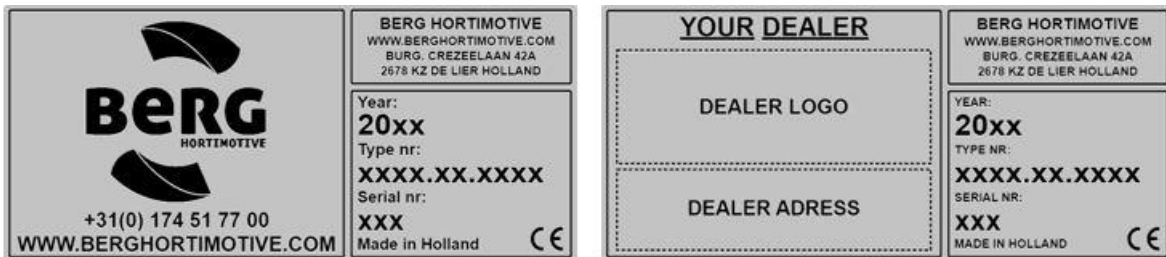 BERG
HORTIMOTIVE
+31(0) 174 51 77 00
WWW.BERGHORTIMOTIVE.COM
BERG HORTIMOTIVE
WWW.BERGHORTIMOTIVE.COM
BURG. CREZEELAAN 42A
2678 KZ DE LIER HOLLAND
Year:
20xx
Type nr:
xxxx.xx.xxxx
Serial nr:
xxx
Made in Holland CE
YOUR DEALER
DEALER LOGO
DEALER ADRESS
BERG HORTIMOTIVE
WWW.BERGHORTIMOTIVE.COM
BURG. CREZEELAAN 42A
2678 KZ DE LIER HOLLAND
YEAR:
20xx
TYPE NR:
xxxx.xx.xxxx
SERIAL NR:
xxx
MADE IN HOLLAND CE